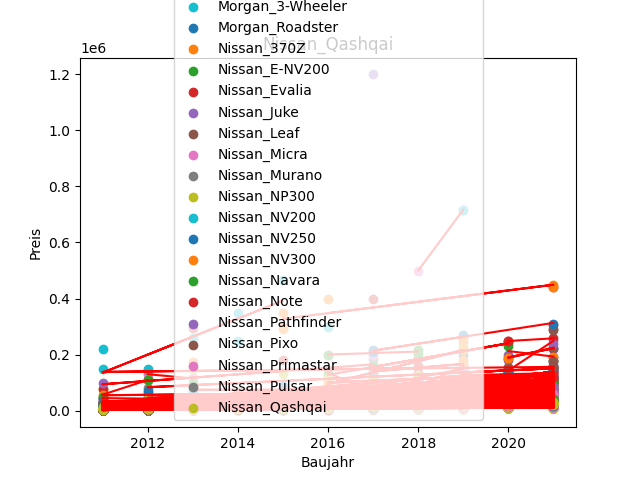 Morgan_3-Wheeler
Morgan_Roadster
Nissan_Qashqai
Nissan_370Z
Nissan_E-NV200
Nissan_Evalia
Nissan_Juke
Nissan_Leaf
Nissan_Micra
Nissan_Murano
Nissan_NP300
Nissan_NV200
Nissan_NV250
Nissan_NV300
Nissan_Navara
Nissan_Note
Nissan_Pathfinder
Nissan_Pixo
Nissan_Primastar
Nissan_Pulsar
Nissan_Qashqai
1e6
1.2
1.0
0.8
0.6
0.4
0.2
0.0
Preis
2012
2014
2016
2018
2020
Baujahr